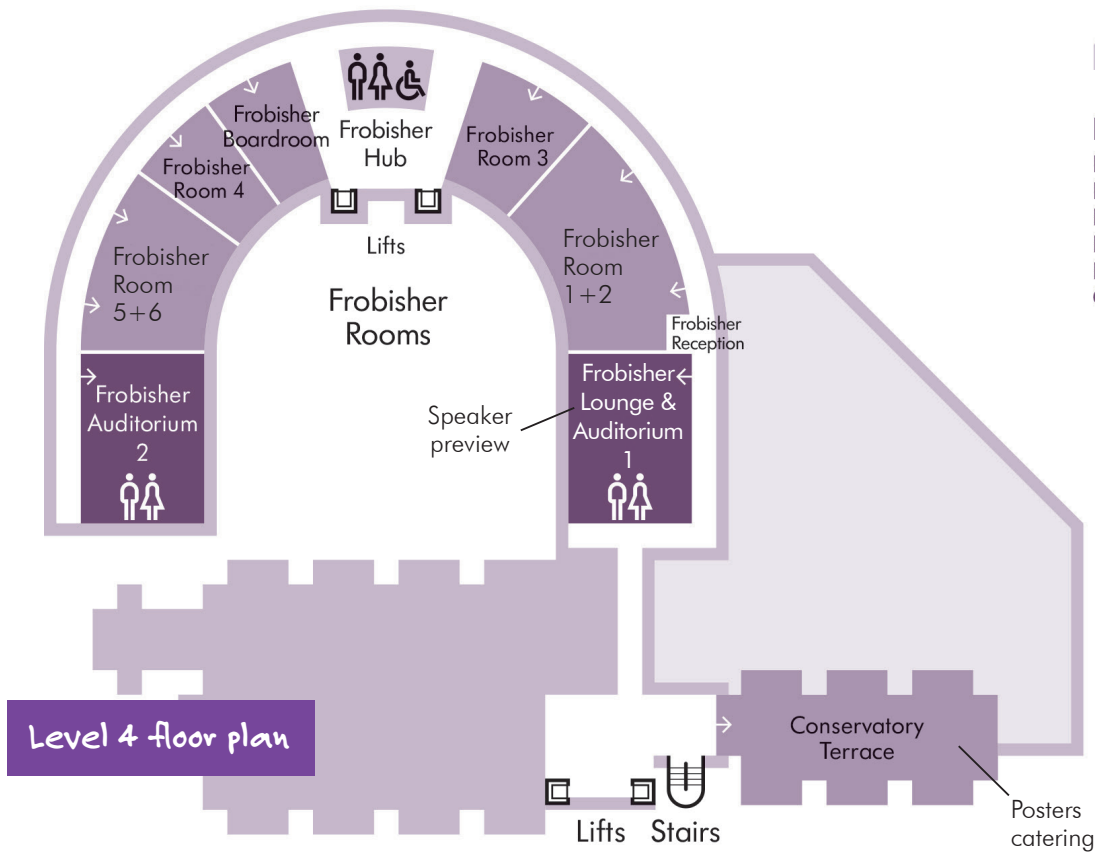 Frobisher
Boardroom
Frobisher
Hub
Frobisher
Room 3
Frobisher
Room 4
Lifts
Frobisher
Room
5+6
Frobisher
Room
1+2
Frobisher
Rooms
Frobisher
Reception
Frobisher
Auditorium
2
Speaker
preview
Frobisher
Lounge &
Auditorium
1
Level 4 floor plan
Conservatory
Terrace
Lifts
Stairs
Posters
catering